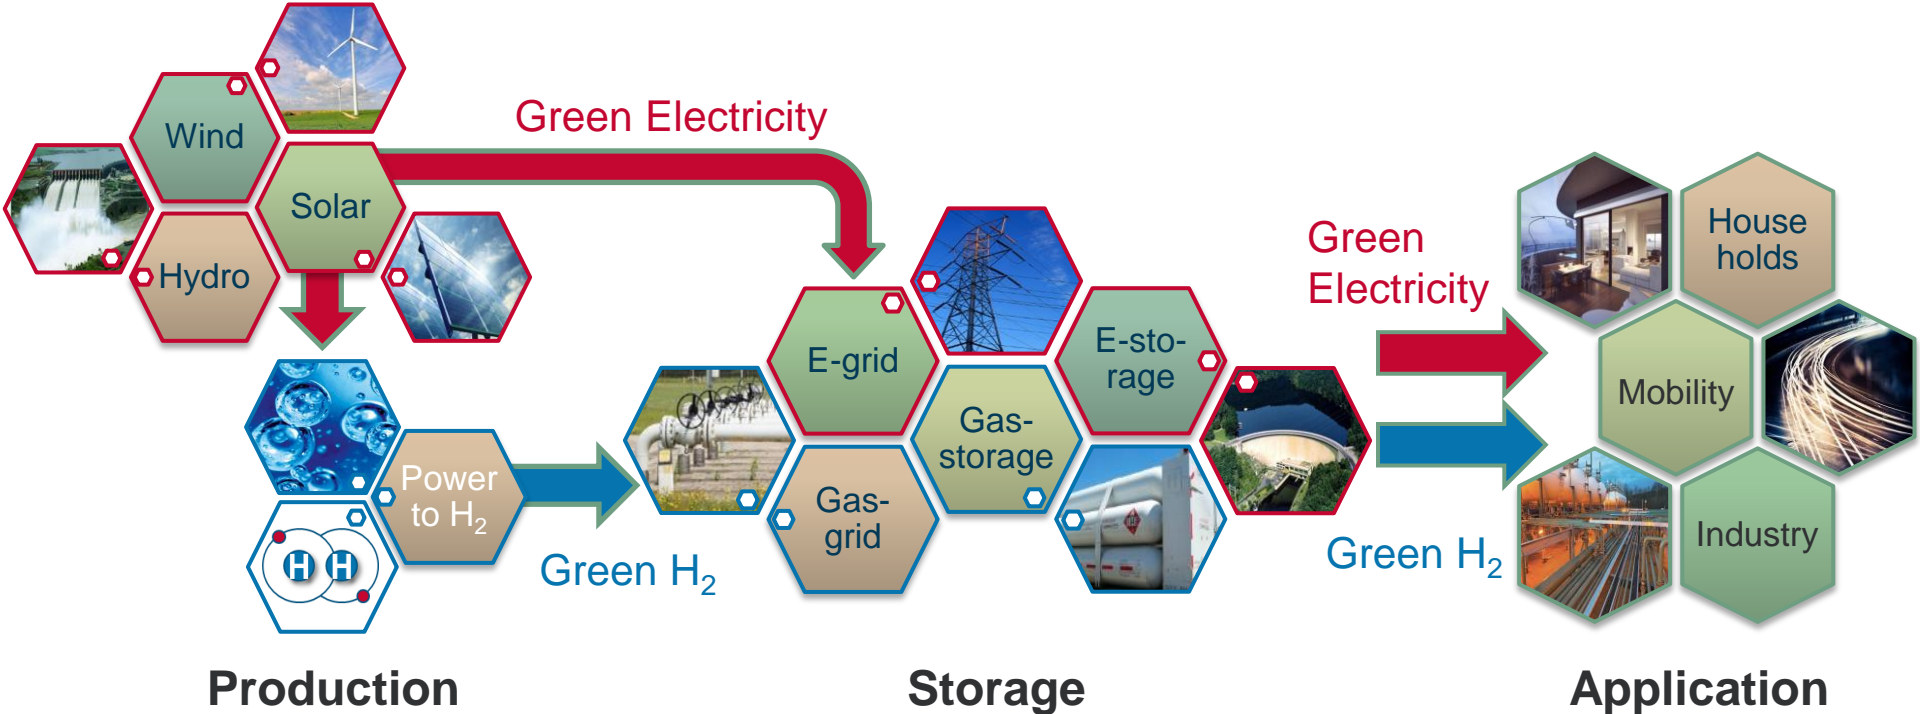 Wind
Solar
Hydro
Green Electricity
Power
to H₂
H H
Green H₂
E-grid
E-sto-
rage
Gas-
storage
Gas-
grid
Green
Electricity
Green H₂
House
holds
Mobility
Industry
Production
Storage
Application